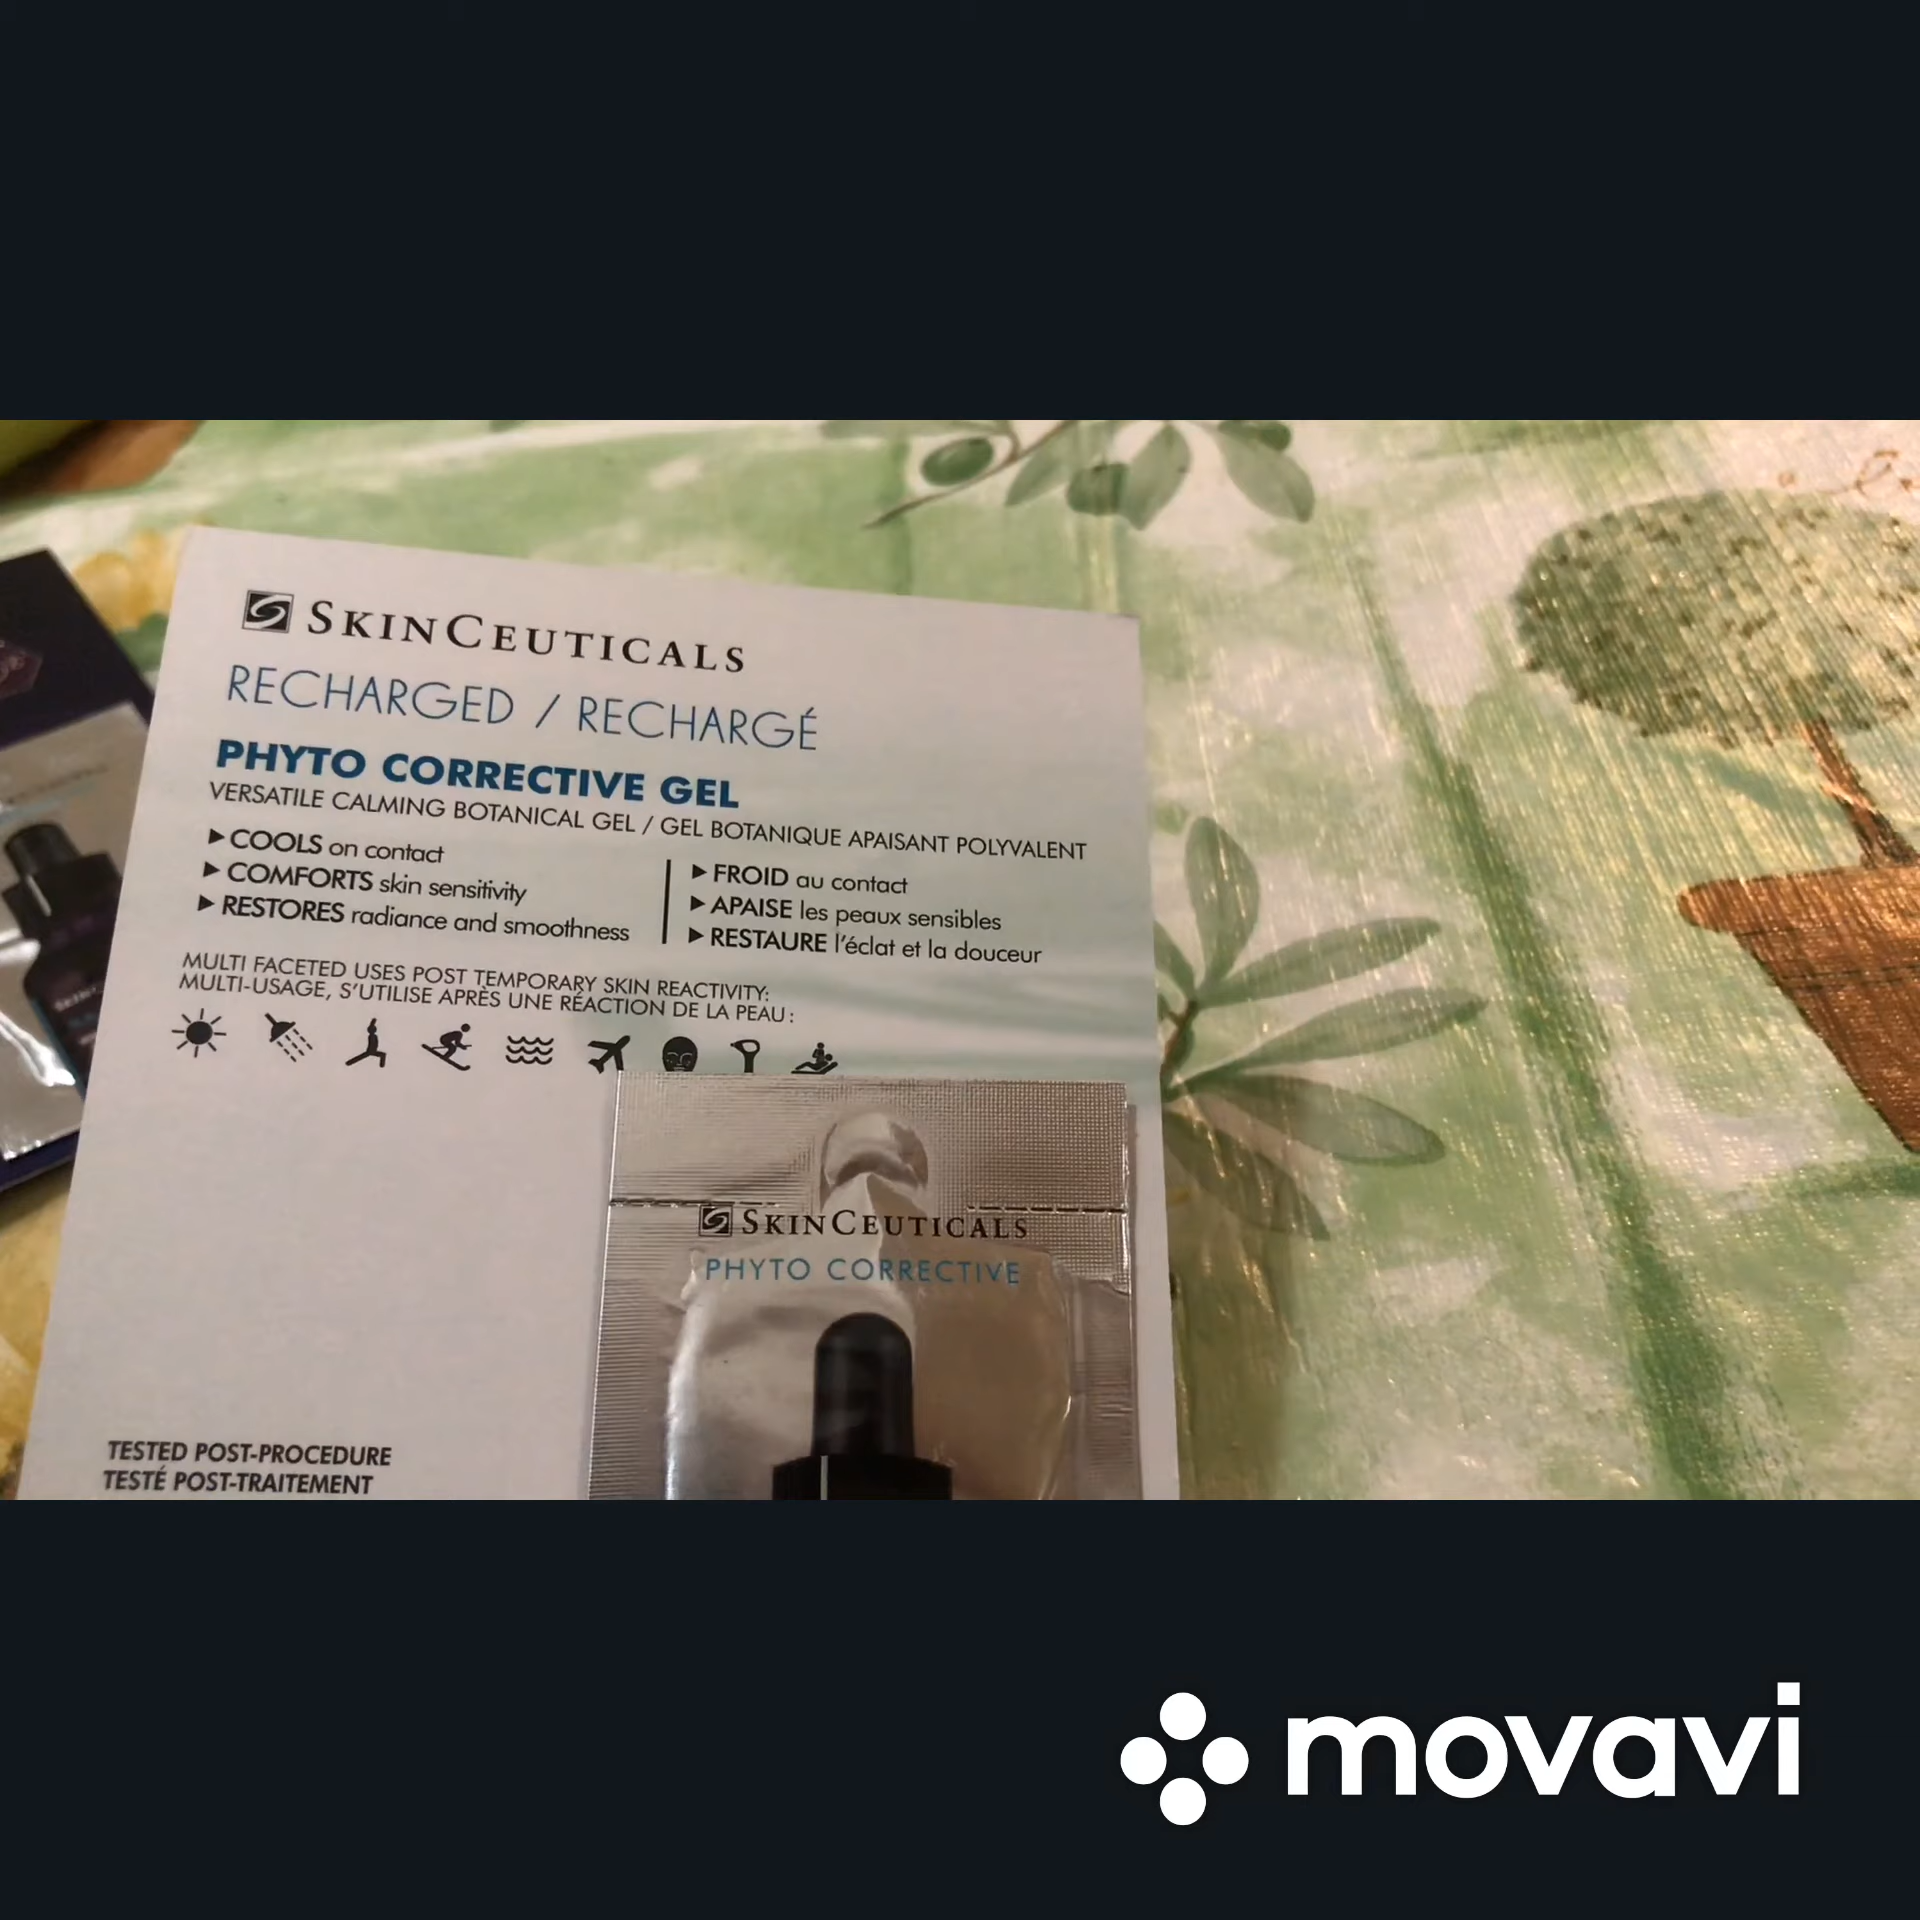 SKINCEUTICALS
RECHARGED / RECHARGÉ
PHYTO CORRECTIVE GEL
VERSATILE CALMING BOTANICAL GEL / GEL BOTANIQUE APAISANT POLYVALENT
▶COOLS on contact
▶COMFORTS skin sensitivity
▶RESTORES radiance and smoothness
▶FROID au contact
▶APAISE les peaux sensibles
▶RESTAURE l'éclat et la douceur
MULTI FACETED USES POST TEMPORARY SKIN REACTIVITY:
MULTI-USAGE, S'UTILISE APRÈS UNE RÉACTION DE LA PEAU :
SKINCEUTICALS
PHYTO CORRECTIVE
TESTED POST-PROCEDURE
TESTÉ POST-TRAITEMENT
movavi